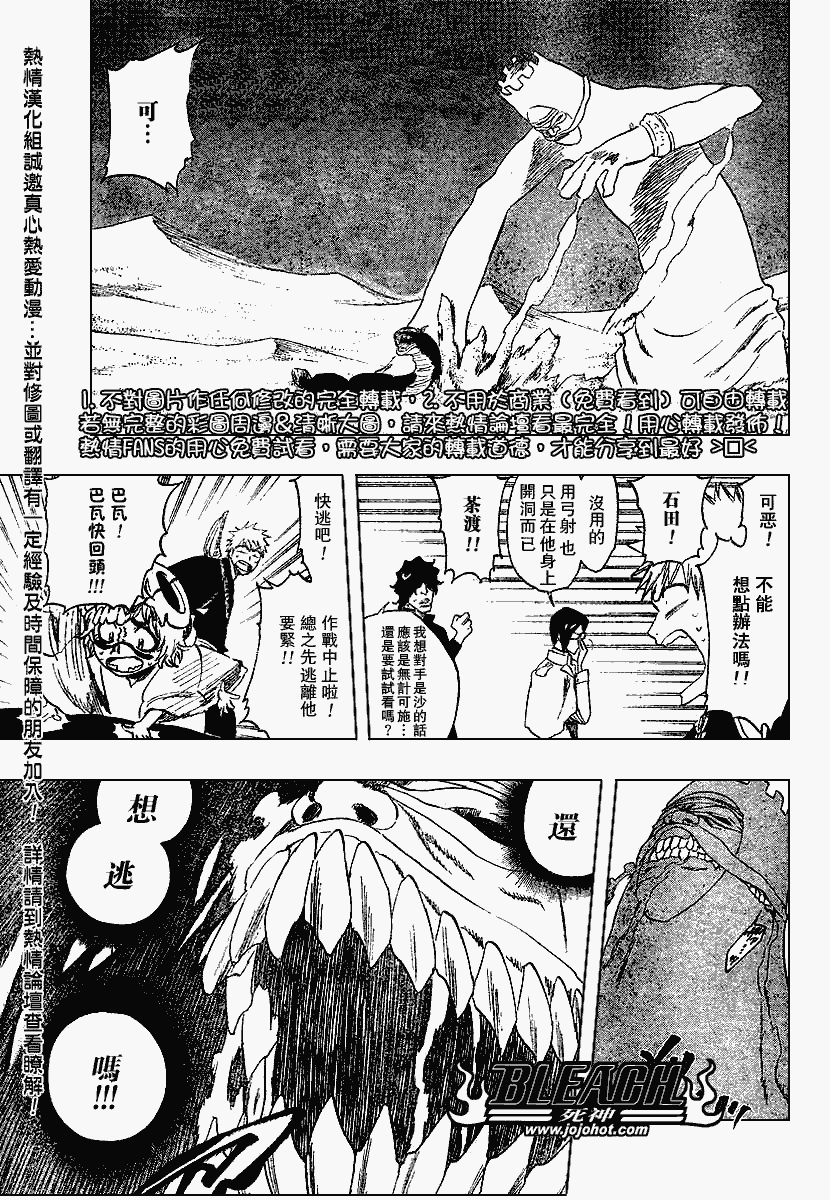 熱情漢化組誠邀真心熱愛動漫…並對修圖或翻譯有一定經驗及時間保障的朋友加入！ 詳情請到熱情論壇查看瞭解！
可…
1. 不對圖片作任何修改的完全轉載，2. 不用於商業（免費看到）可自由轉載
若無完整的彩圖周邊&清晰大圖，請來熱情論壇看最完全！用心轉載發佈！
熱情FANS的用心免費試看，需要大家的轉載道德，才能分享到最好 >□<
可惡！
不能
想點辦法嗎!!
石田！
沒用的
用弓射 也
只是在他身上
開洞而已
茶渡!!
我想對手是沙的話
應該是無計可施…
還是要試試看嗎？
快逃吧！
作戰中止啦！
總之先逃離他
要緊!!
巴瓦！
巴瓦快回頭!!!
還
想
逃
嗎!!!
BLEACH
死神
www.jojohot.com